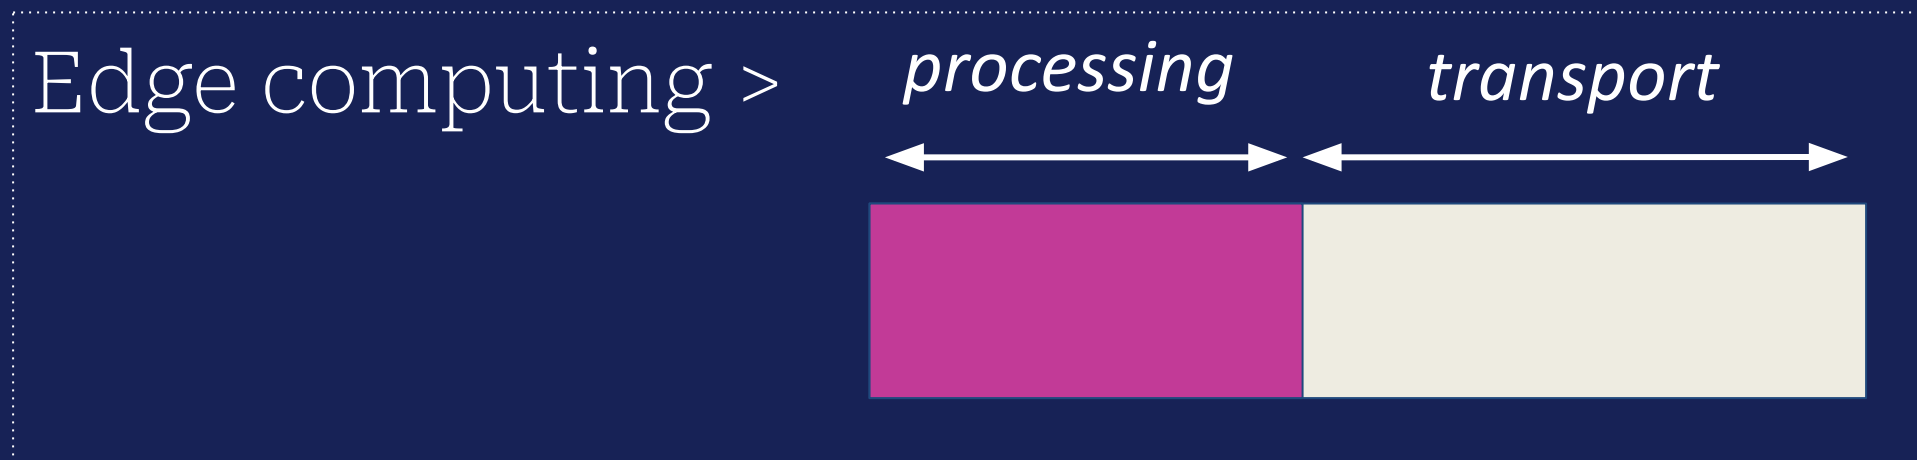 Edge computing >
processing
transport